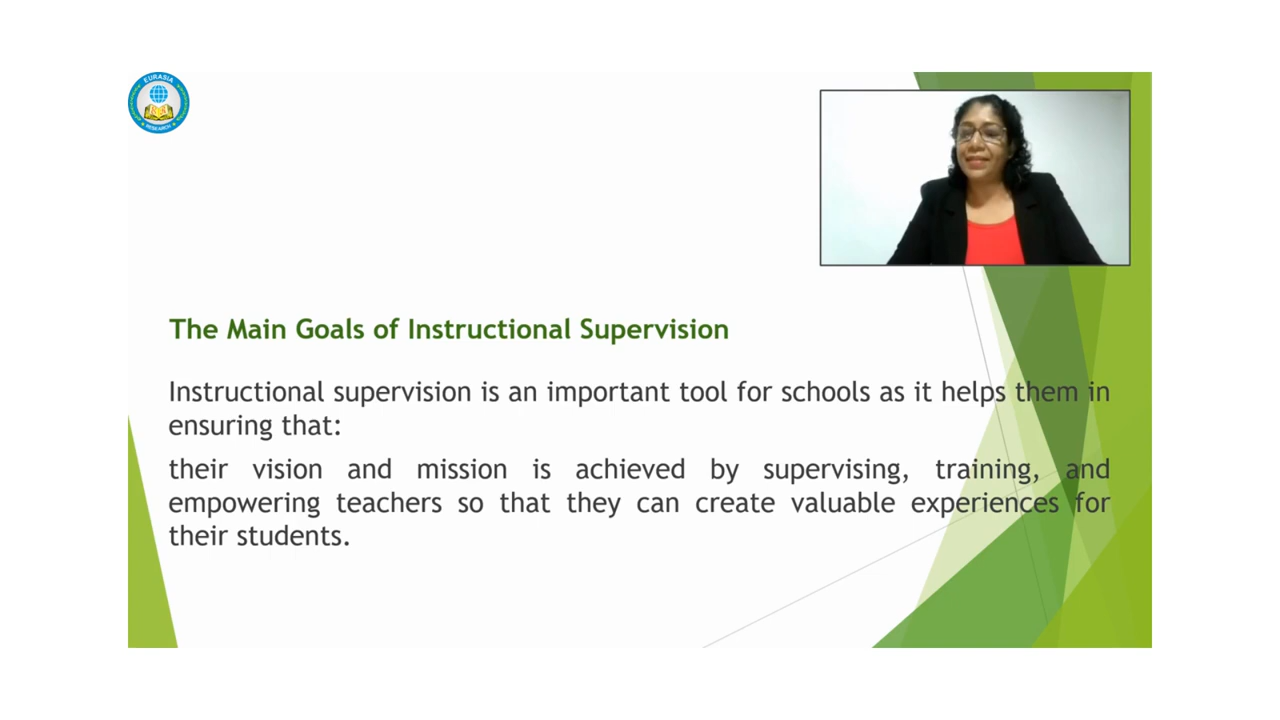 EURASIA
RESEARCH
The Main Goals of Instructional Supervision
Instructional supervision is an important tool for schools as it helps them in
ensuring that:
their vision and mission is achieved by supervising, training, and
empowering teachers so that they can create valuable experiences for
their students.